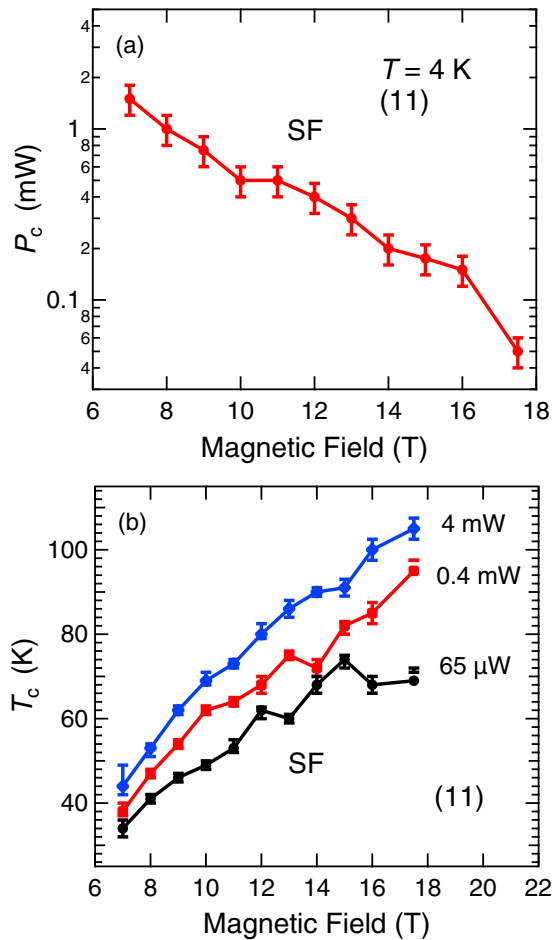 (a)
T = 4 K
(11)
SF
Pc (mW)
4
2
1
8
6
4
2
0.1
8
6
4
6 8 10 12 14 16 18
Magnetic Field (T)
(b)
4 mW
0.4 mW
65 μW
SF
(11)
Tc (K)
100
80
60
40
6 8 10 12 14 16 18 20 22
Magnetic Field (T)